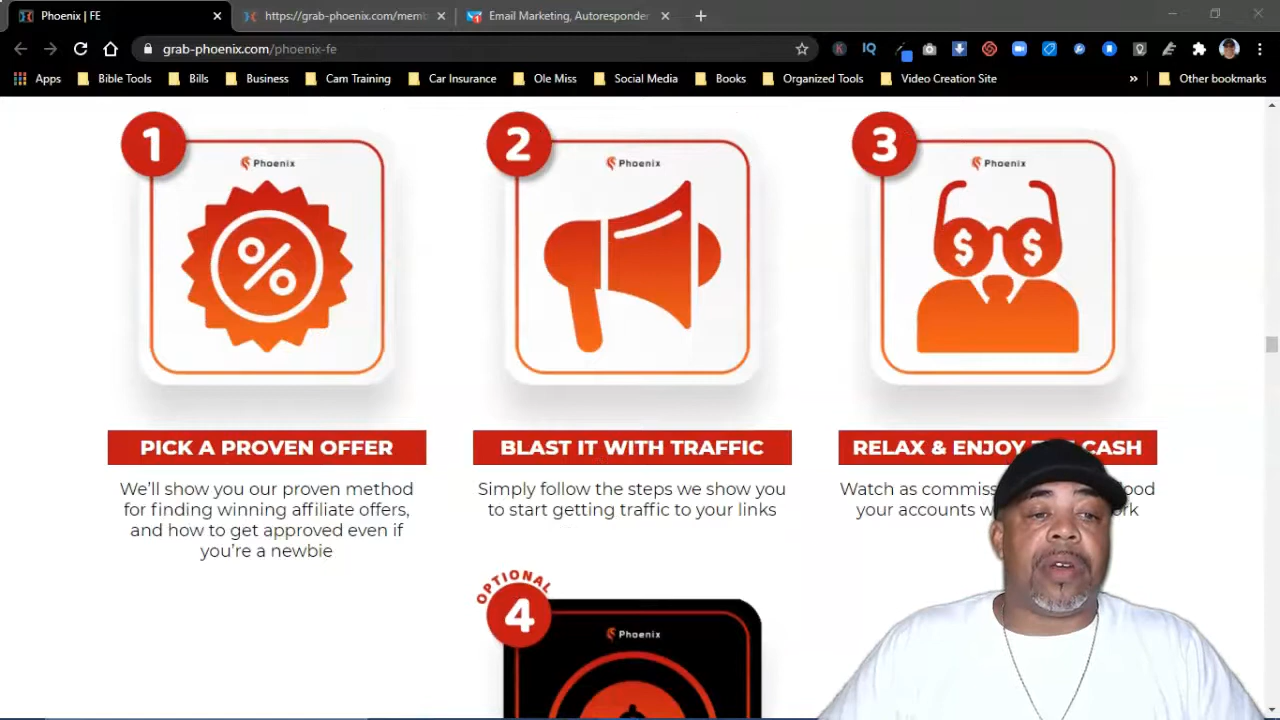 Phoenix | FE
https://grab-phoenix.com/memb
Email Marketing, Autoresponder
grab-phoenix.com/phoenix-fe
IQ
Apps
Bible Tools
Bills
Business
Cam Training
Car Insurance
Ole Miss
Social Media
Books
Organized Tools
Video Creation Site
Other bookmarks
1
Phoenix
2
Phoenix
3
Phoenix
PICK A PROVEN OFFER
We'll show you our proven method
for finding winning affiliate offers,
and how to get approved even if
you're a newbie
BLAST IT WITH TRAFFIC
Simply follow the steps we show you
to start getting traffic to your links
RELAX & ENJOY CASH
Watch as
your accounts
OPTIONAL
4
Phoenix